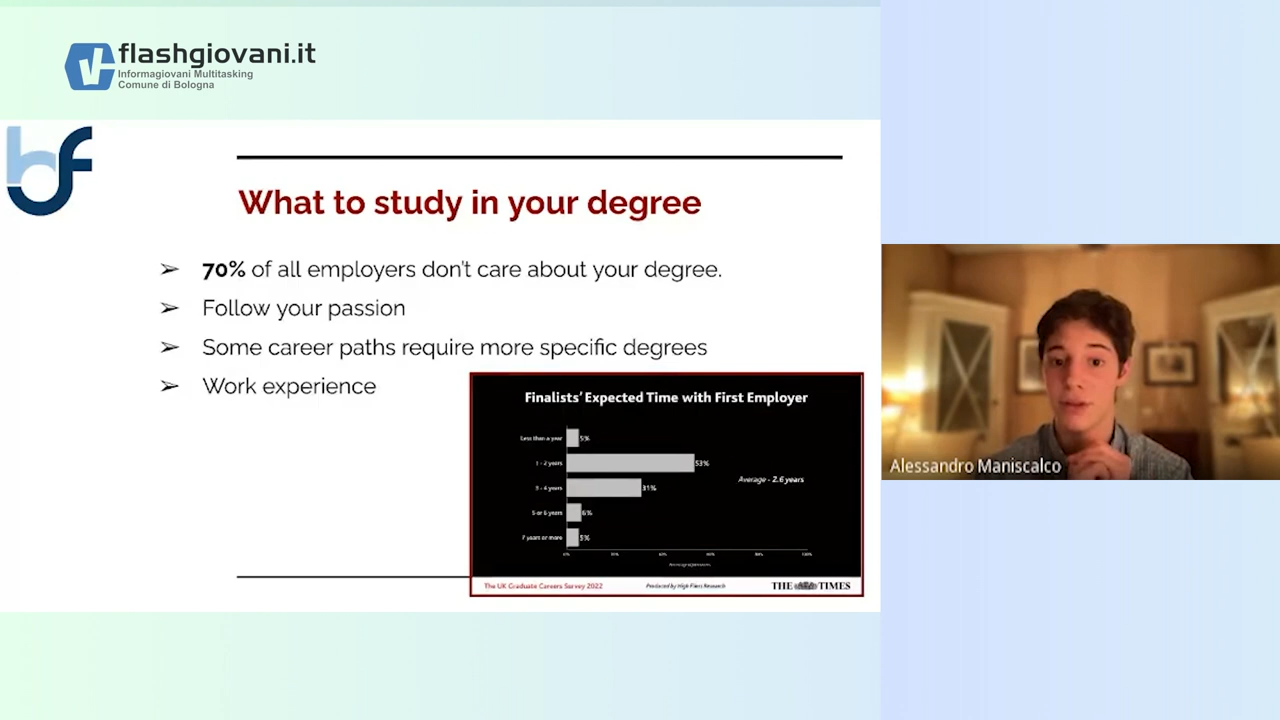 flashgiovani.it
Informagiovani Multitasking
Comune di Bologna
bf
What to study in your degree
➢ 70% of all employers don't care about your degree.
➢ Follow your passion
➢ Some career paths require more specific degrees
➢ Work experience
Finalists' Expected Time with First Employer
Less than a year 5%
1 - 2 years 53%
3 - 4 years 31%
5 or 6 years 6%
7 years or more 5%
Average - 2.6 years
The UK Graduate Careers Survey 2022
Produced by High Fliers Research
THE TIMES
Alessandro Maniscalco